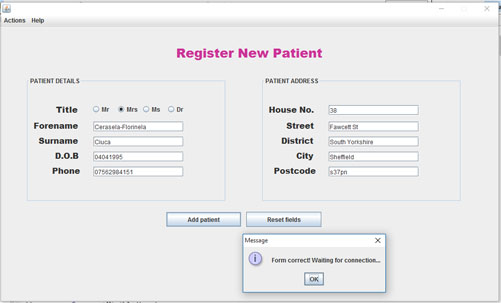 Actions Help
Register New Patient
PATIENT DETAILS
Title Mr Mrs Ms Dr
Forename Cerasela-Florinela
Surname Ciuca
D.O.B 04041995
Phone 07562984151
PATIENT ADDRESS
House No. 38
Street Fawcett St
District South Yorkshire
City Sheffield
Postcode s37pn
Add patient Reset fields
Message
Form correct! Waiting for connection...
OK